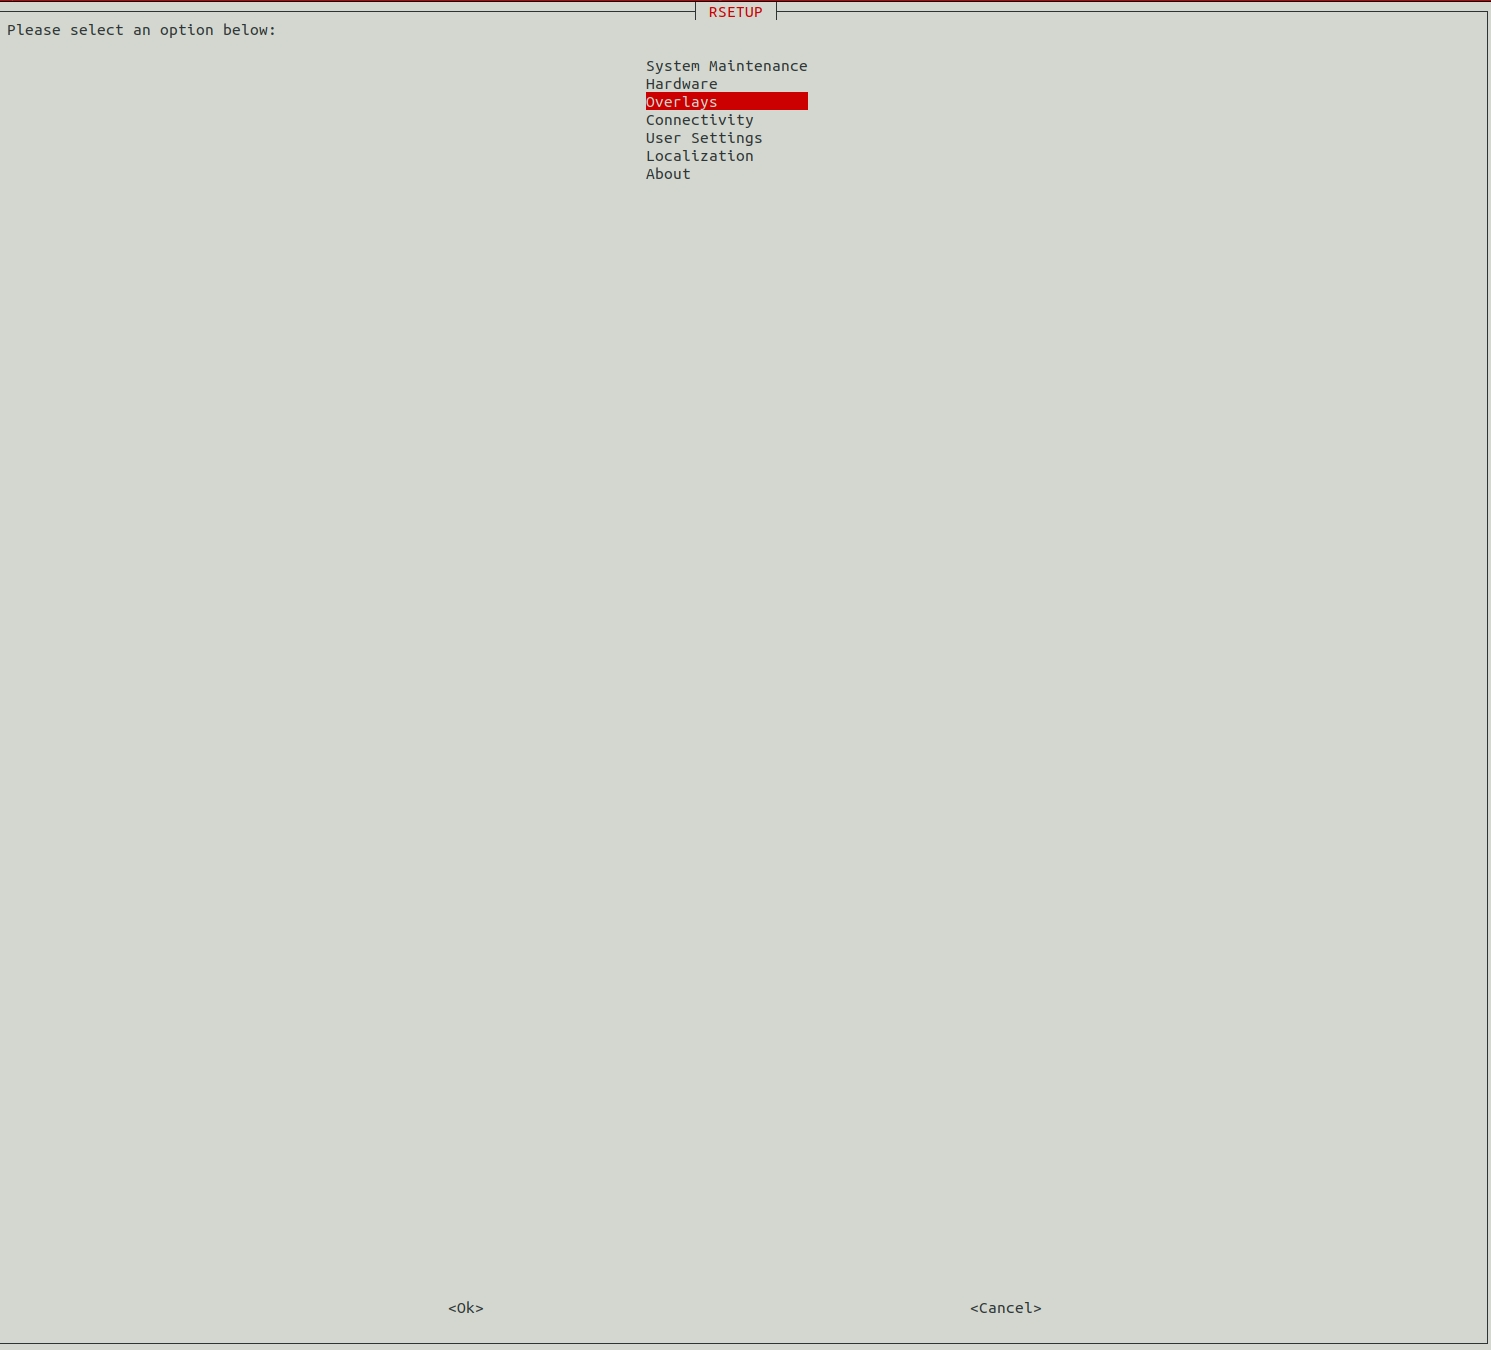 RSETUP
Please select an option below:
System Maintenance
Hardware
Overlays
Connectivity
User Settings
Localization
About
<Ok> <Cancel>